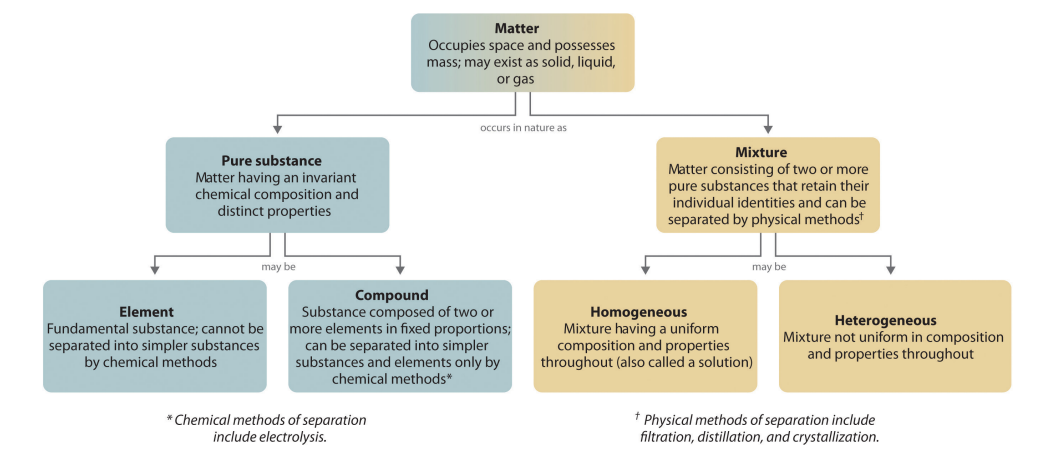 Matter
Occupies space and possesses
mass; may exist as solid, liquid,
or gas
occurs in nature as
Pure substance
Matter having an invariant
chemical composition and
distinct properties
Mixture
Matter consisting of two or more
pure substances that retain their
individual identities and can be
separated by physical methods†
may be
may be
Element
Fundamental substance; cannot be
separated into simpler substances
by chemical methods
Compound
Substance composed of two or
more elements in fixed proportions;
can be separated into simpler
substances and elements only by
chemical methods*
Homogeneous
Mixture having a uniform
composition and properties
throughout (also called a solution)
Heterogeneous
Mixture not uniform in composition
and properties throughout
* Chemical methods of separation
include electrolysis.
† Physical methods of separation include
filtration, distillation, and crystallization.